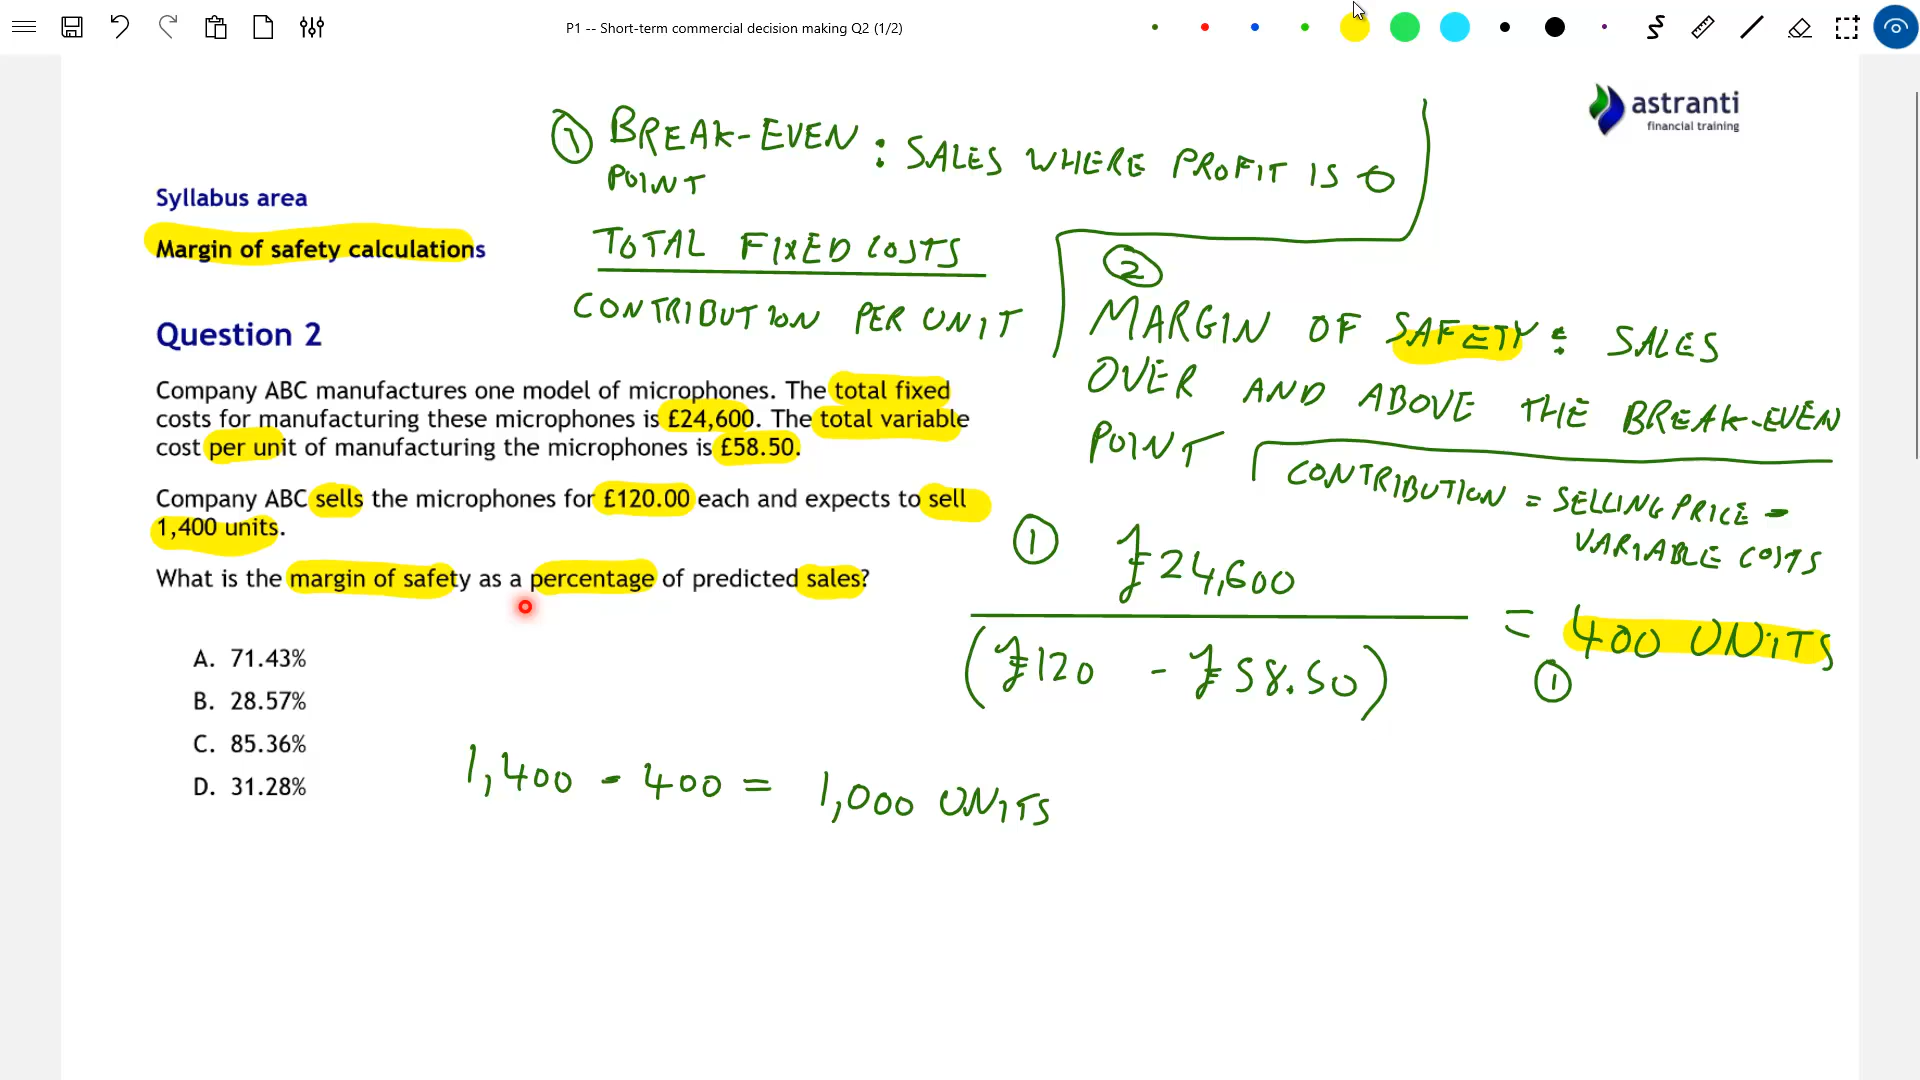 P1 -- Short-term commercial decision making Q2 (1/2)
astranti
financial training
① BREAK-EVEN : SALES WHERE PROFIT IS 0
POINT
Syllabus area
Margin of safety calculations
TOTAL FIXED COSTS
CONTRIBUTION PER UNIT
②
MARGIN OF SAFETY : SALES
OVER AND ABOVE THE BREAK-EVEN
POINT
CONTRIBUTION = SELLING PRICE -
VARIABLE COSTS
Question 2
Company ABC manufactures one model of microphones. The total fixed
costs for manufacturing these microphones is £24,600. The total variable
cost per unit of manufacturing the microphones is £58.50.
Company ABC sells the microphones for £120.00 each and expects to sell
1,400 units.
What is the margin of safety as a percentage of predicted sales?
A. 71.43%
B. 28.57%
C. 85.36%
D. 31.28%
① £24,600
(£120 - £58.50)
= 400 UNITS
①
1,400 - 400 = 1,000 UNITS